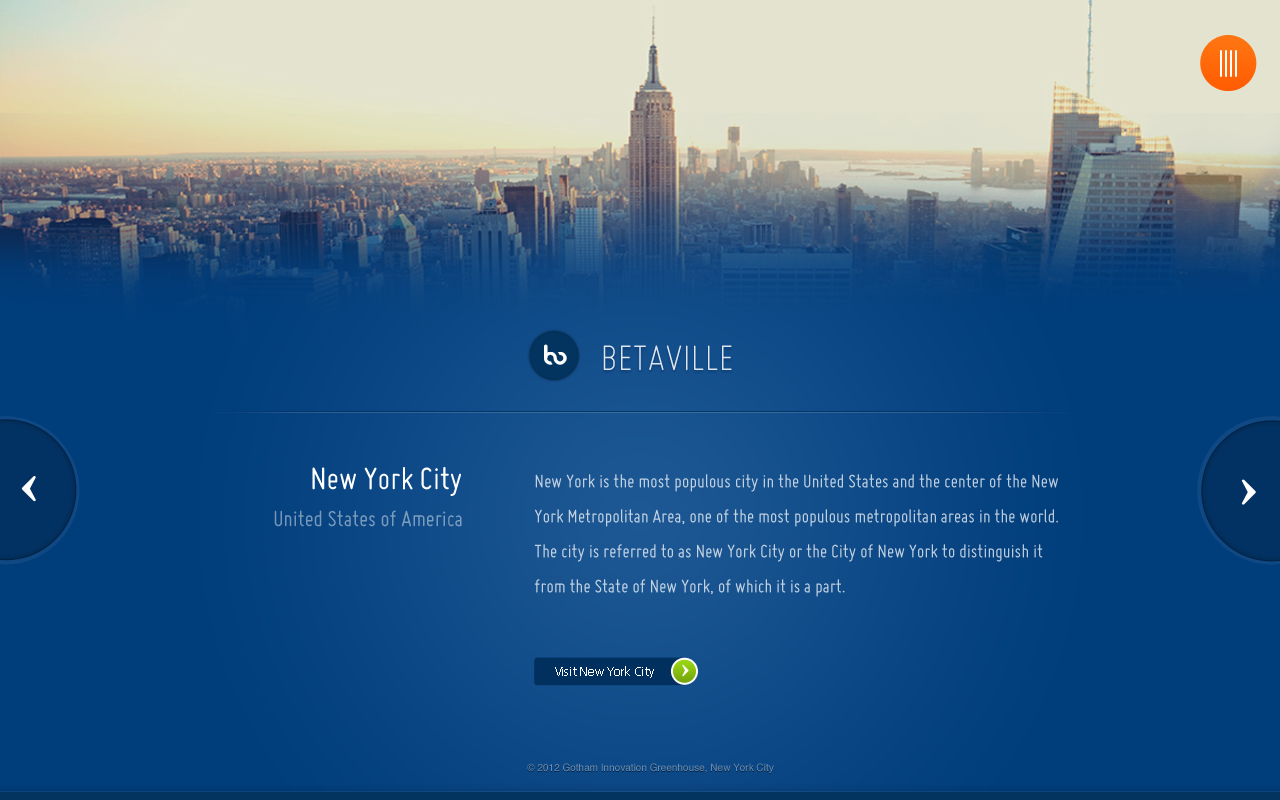 BETAVILLE
New York City
United States of America
New York is the most populous city in the United States and the center of the New
York Metropolitan Area, one of the most populous metropolitan areas in the world.
The city is referred to as New York City or the City of New York to distinguish it
from the State of New York, of which it is a part.
Visit New York City
© 2012 Gotham Innovation Greenhouse, New York City